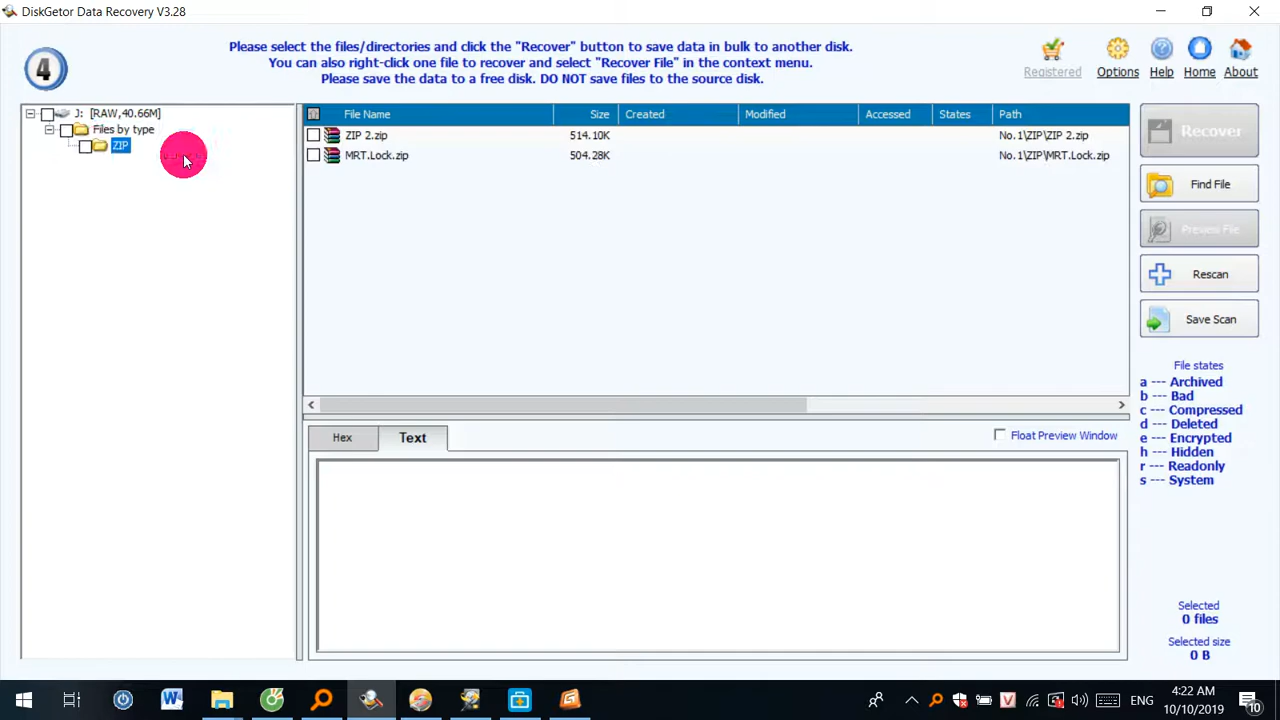 DiskGetor Data Recovery V3.28
4
Please select the files/directories and click the "Recover" button to save data in bulk to another disk.
You can also right-click one file to recover and select "Recover File" in the context menu.
Please save the data to a free disk. DO NOT save files to the source disk.
Registered
Options
Help
Home
About
J: [RAW,40.66M]
Files by type
ZIP
File Name Size Created Modified Accessed States Path
ZIP 2.zip 514.10K No.1\ZIP\ZIP 2.zip
MRT.Lock.zip 504.28K No.1\ZIP\MRT.Lock.zip
Recover
Find File
Preview File
Rescan
Save Scan
Hex
Text
Float Preview Window
File states
a --- Archived
b --- Bad
c --- Compressed
d --- Deleted
e --- Encrypted
h --- Hidden
r --- Readonly
s --- System
Selected
0 files
Selected size
0 B
ENG
4:22 AM
10/10/2019
10